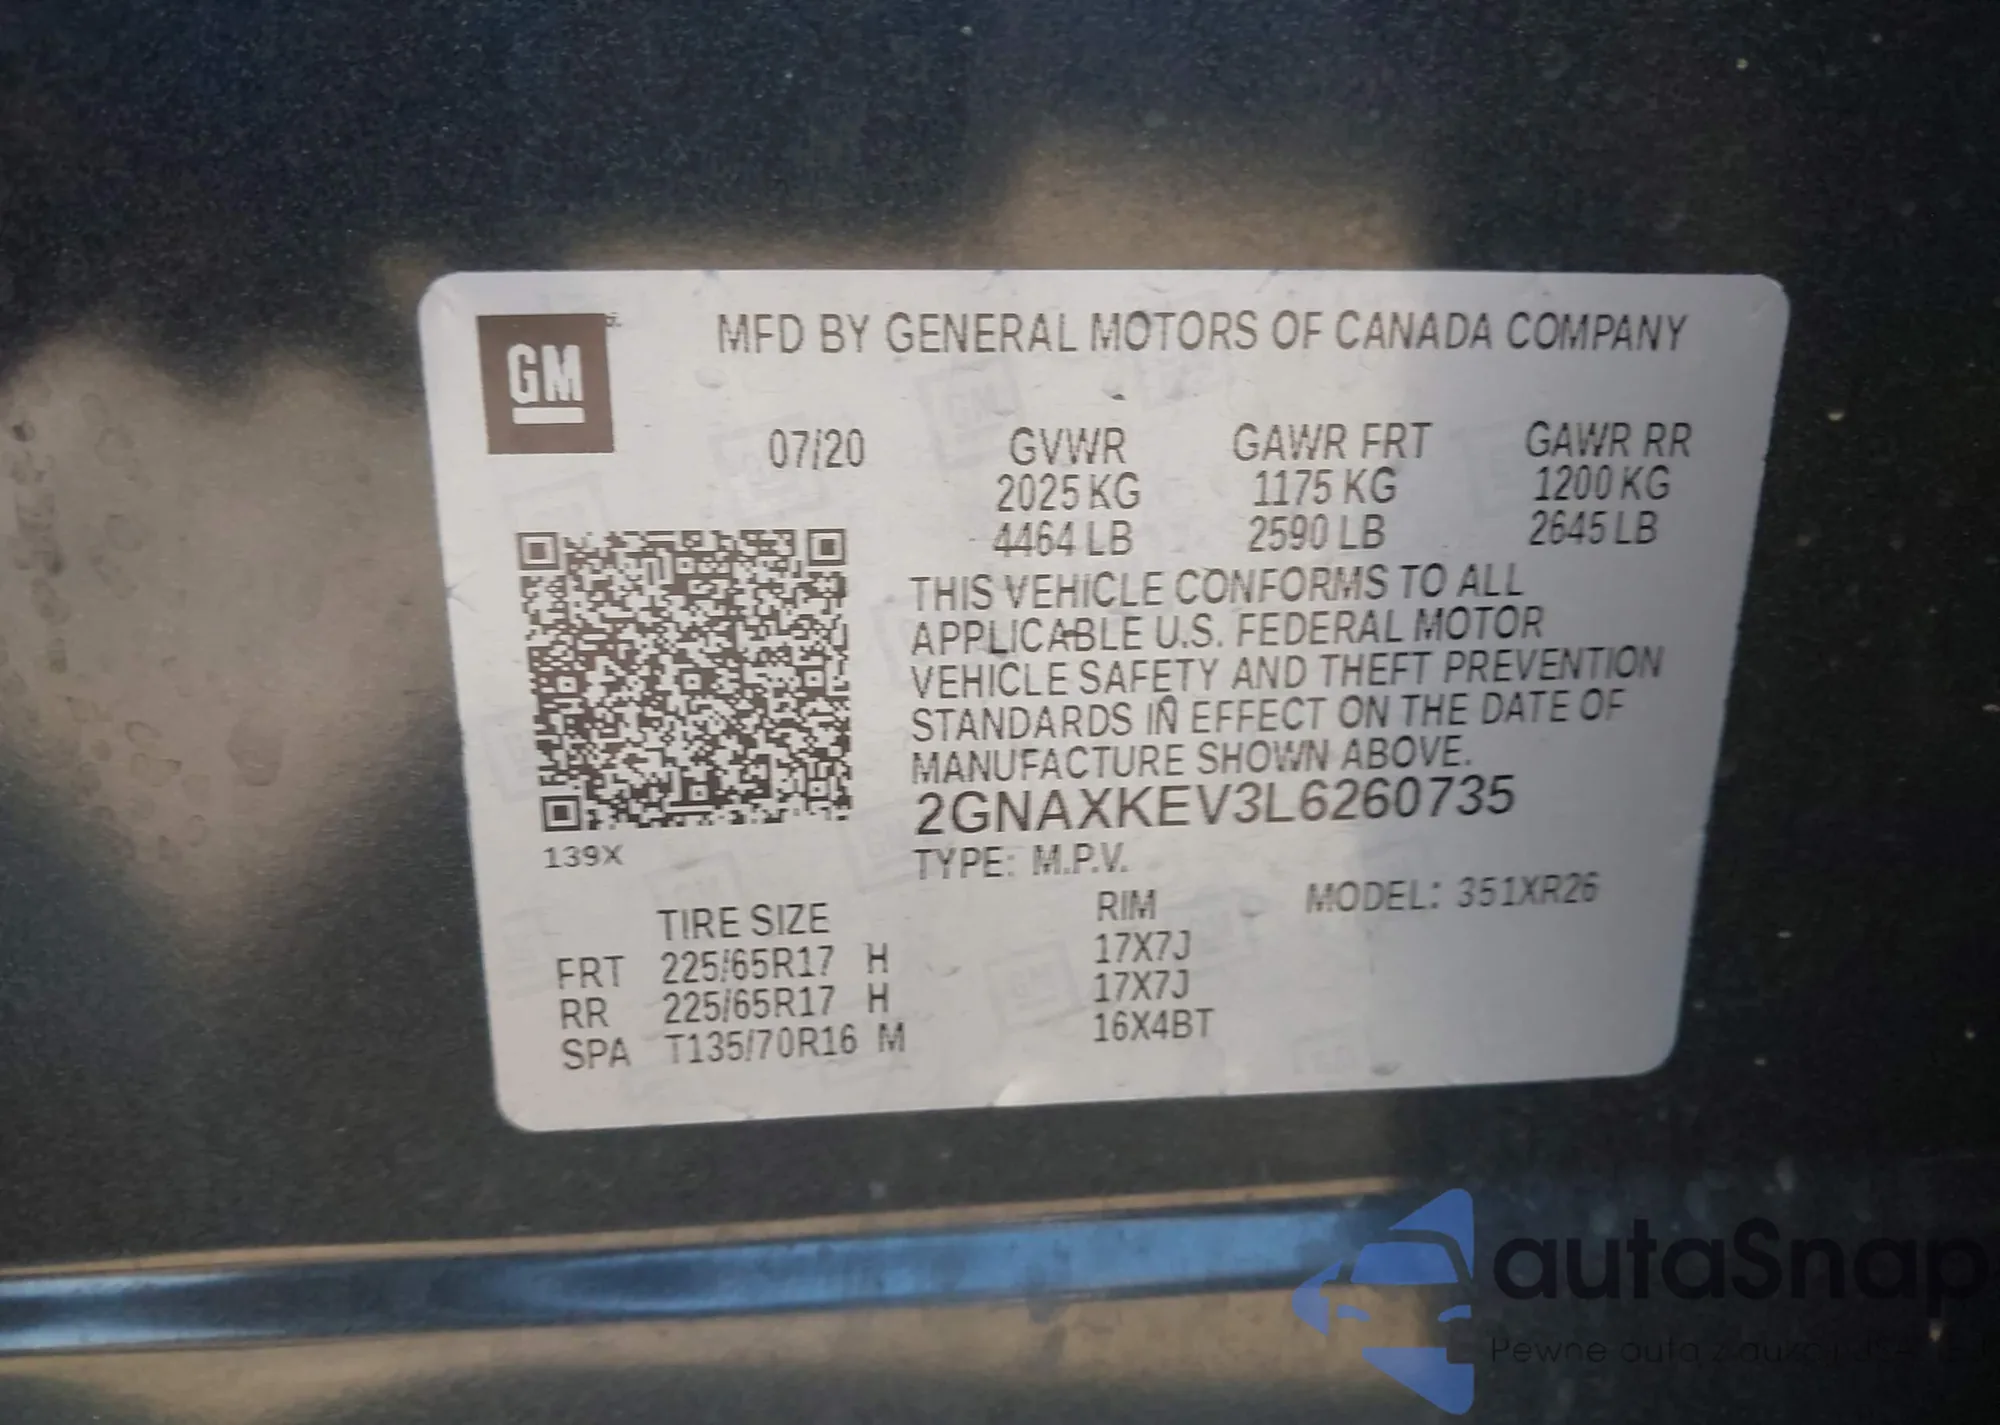 GM
MFD BY GENERAL MOTORS OF CANADA COMPANY
07/20 GVWR GAWR FRT GAWR RR
2025 KG 1175 KG 1200 KG
4464 LB 2590 LB 2645 LB
THIS VEHICLE CONFORMS TO ALL
APPLICABLE U.S. FEDERAL MOTOR
VEHICLE SAFETY AND THEFT PREVENTION
STANDARDS IN EFFECT ON THE DATE OF
MANUFACTURE SHOWN ABOVE.
2GNAXKEV3L6260735
139X
TYPE: M.P.V.
TIRE SIZE RIM MODEL: 351XR26
FRT 225/65R17 H 17X7J
RR 225/65R17 H 17X7J
SPA T135/70R16 M 16X4BT
autaSnap
Pewne auta z